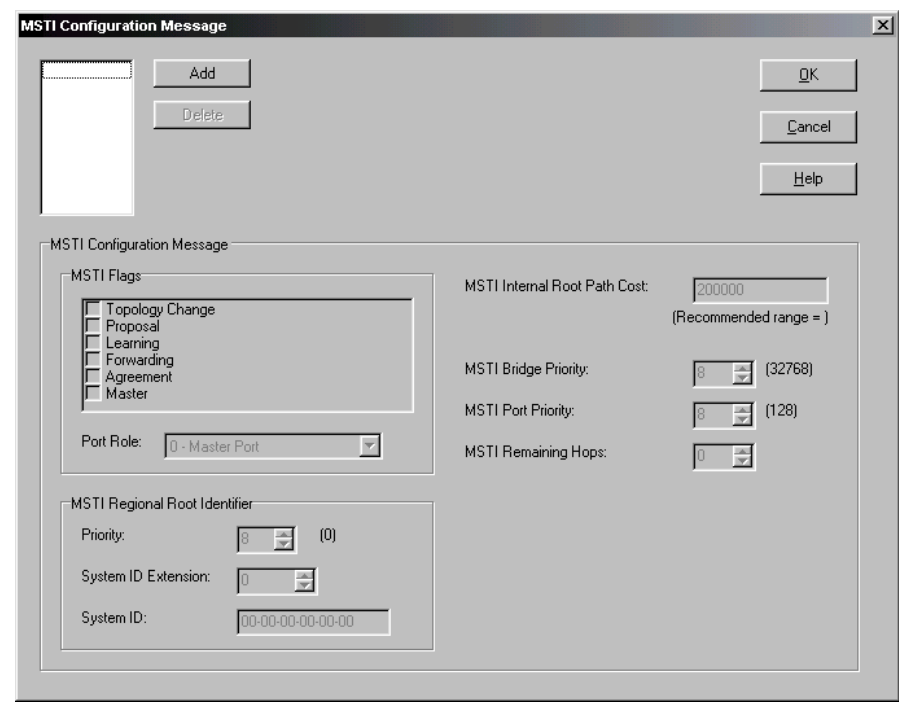 MSTI Configuration Message
Add
Delete
OK
Cancel
Help
MSTI Configuration Message
MSTI Flags
Topology Change
Proposal
Learning
Forwarding
Agreement
Master
Port Role: 0 - Master Port
MSTI Regional Root Identifier
Priority: 8 (0)
System ID Extension: 0
System ID: 00-00-00-00-00-00
MSTI Internal Root Path Cost: 200000
(Recommended range = )
MSTI Bridge Priority: 8 (32768)
MSTI Port Priority: 8 (128)
MSTI Remaining Hops: 0